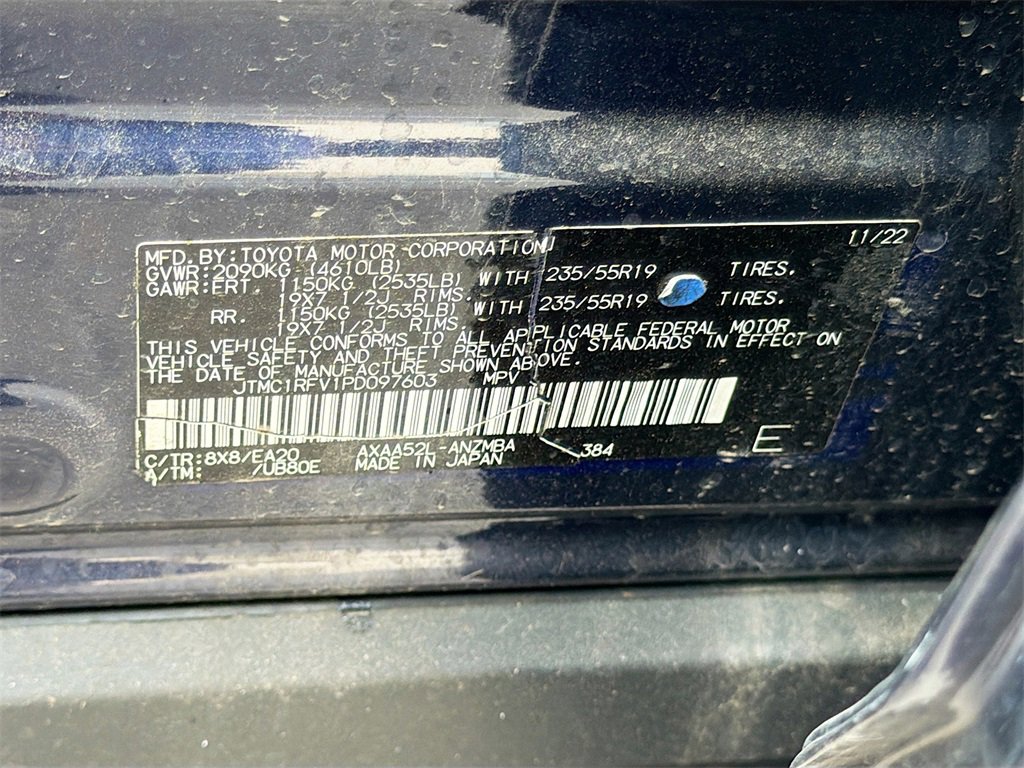 MFD. BY: TOYOTA MOTOR CORPORATION 11/22
GVWR: 2090KG (4610LB)
GAWR: FRT. 1150KG (2535LB) WITH 235/55R19 TIRES.
19X7 1/2J RIMS.
RR. 1150KG (2535LB) WITH 235/55R19 TIRES.
19X7 1/2J RIMS.
THIS VEHICLE CONFORMS TO ALL APPLICABLE FEDERAL MOTOR
VEHICLE SAFETY AND THEFT PREVENTION STANDARDS IN EFFECT ON
THE DATE OF MANUFACTURE SHOWN ABOVE.
JTMC1RFV1PD097603 MPV
C/TR: 8X8/EA20 AXAA52L-ANZMBA 384 E
A/TM: /UB80E MADE IN JAPAN